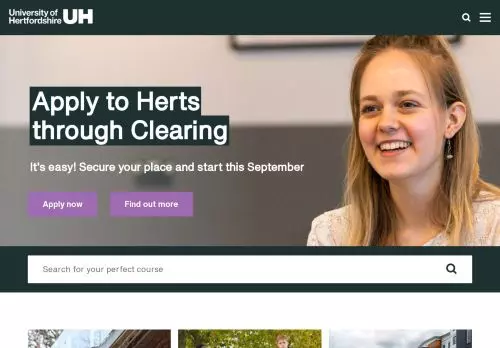 University of
Hertfordshire UH
Apply to Herts
through Clearing
It's easy! Secure your place and start this September
Apply now
Find out more
Search for your perfect course